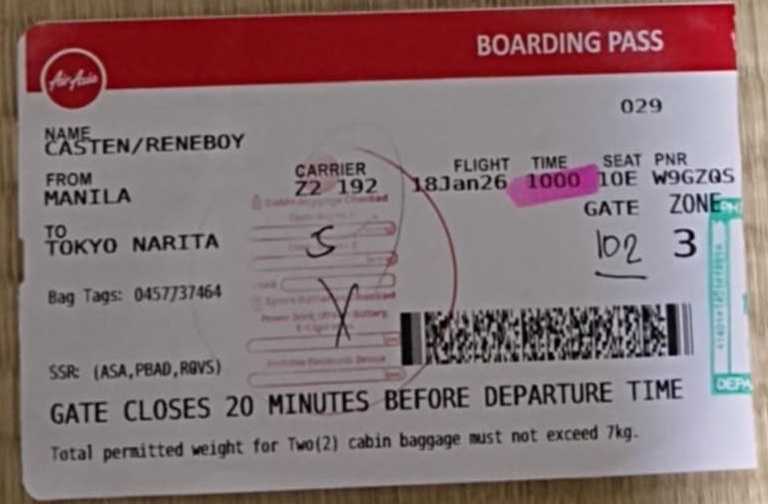 BOARDING PASS
AirAsia
029
NAME
CASTEN/RENEBOY
FROM
MANILA
CARRIER
Z2 192
FLIGHT TIME SEAT PNR
18Jan26 1000 10E W9GZQS
GATE ZONE
102 3
TO
TOKYO NARITA
Bag Tags: 0457737464
SSR: (ASA,PBAD,RQVS)
GATE CLOSES 20 MINUTES BEFORE DEPARTURE TIME
Total permitted weight for Two(2) cabin baggage must not exceed 7kg.